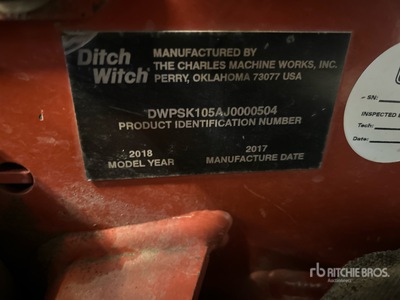 Ditch
Witch
MANUFACTURED BY
THE CHARLES MACHINE WORKS, INC.
PERRY, OKLAHOMA 73077 USA
DWPSK105AJ0000504
PRODUCT IDENTIFICATION NUMBER
2018
MODEL YEAR
2017
MANUFACTURE DATE
SN:
INSPECTED
Tech:
Date:
rb RITCHIE BROS.